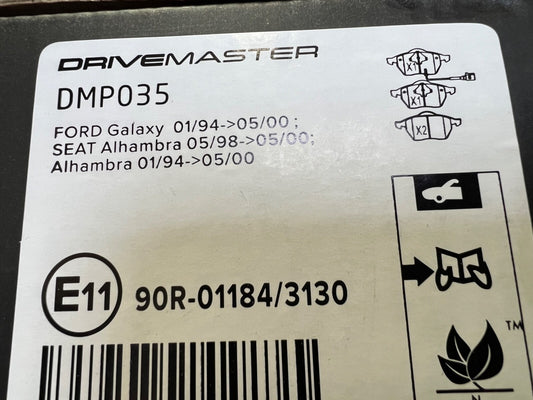 DRIVEMASTER
DMP035
FORD Galaxy 01/94->05/00 ;
SEAT Alhambra 05/98->05/00;
Alhambra 01/94->05/00
X1
X1
X2
E11 90R-01184/3130
TM
N